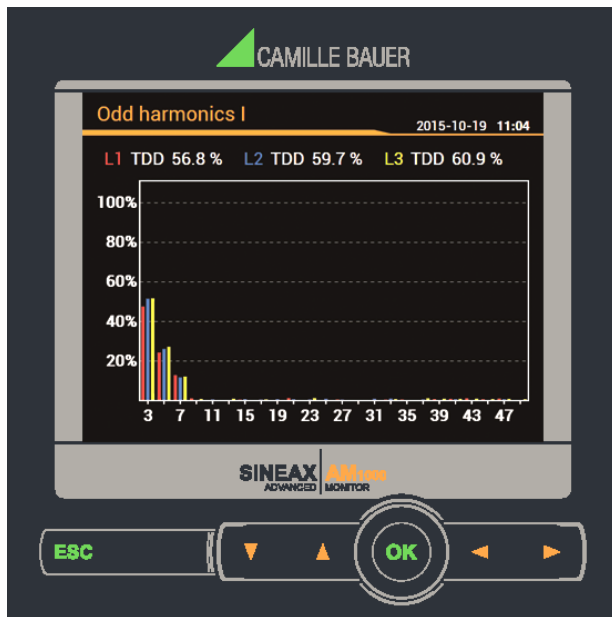 CAMILLE BAUER
Odd harmonics I
2015-10-19 11:04
L1 TDD 56.8 % L2 TDD 59.7 % L3 TDD 60.9 %
100%
80%
60%
40%
20%
3 7 11 15 19 23 27 31 35 39 43 47
SINEAX AM1000
ADVANCED MONITOR
ESC OK